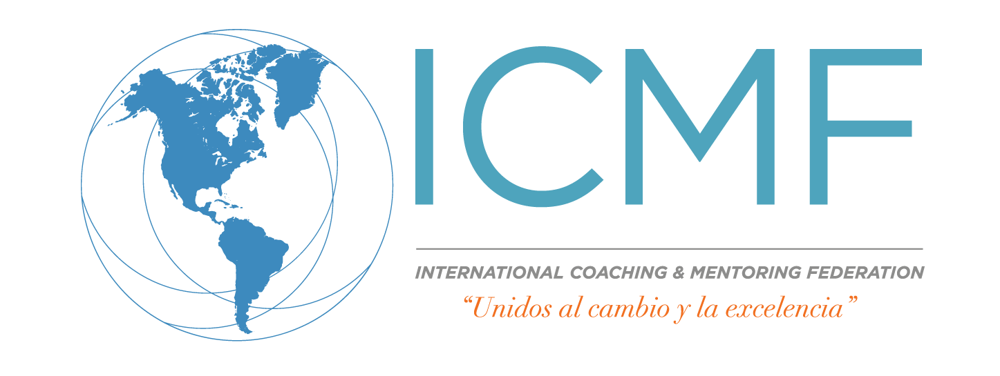 ICMF
INTERNATIONAL COACHING & MENTORING FEDERATION
“Unidos al cambio y la excelencia”